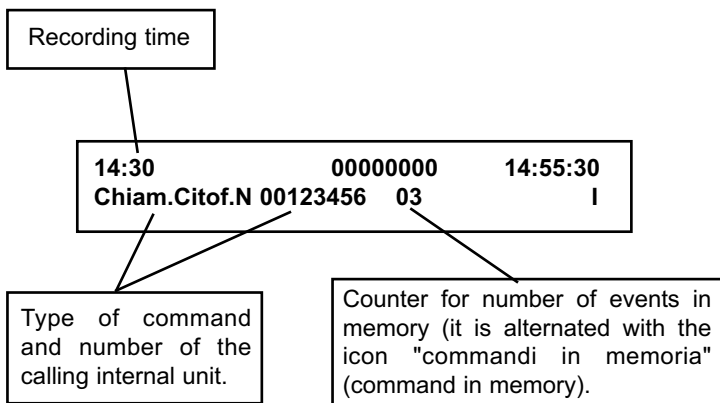 Recording time
14:30 00000000 14:55:30
Chiam.Citof.N 00123456 03 I
Type of command
and number of the
calling internal unit.
Counter for number of events in
memory (it is alternated with the
icon "commandi in memoria"
(command in memory).